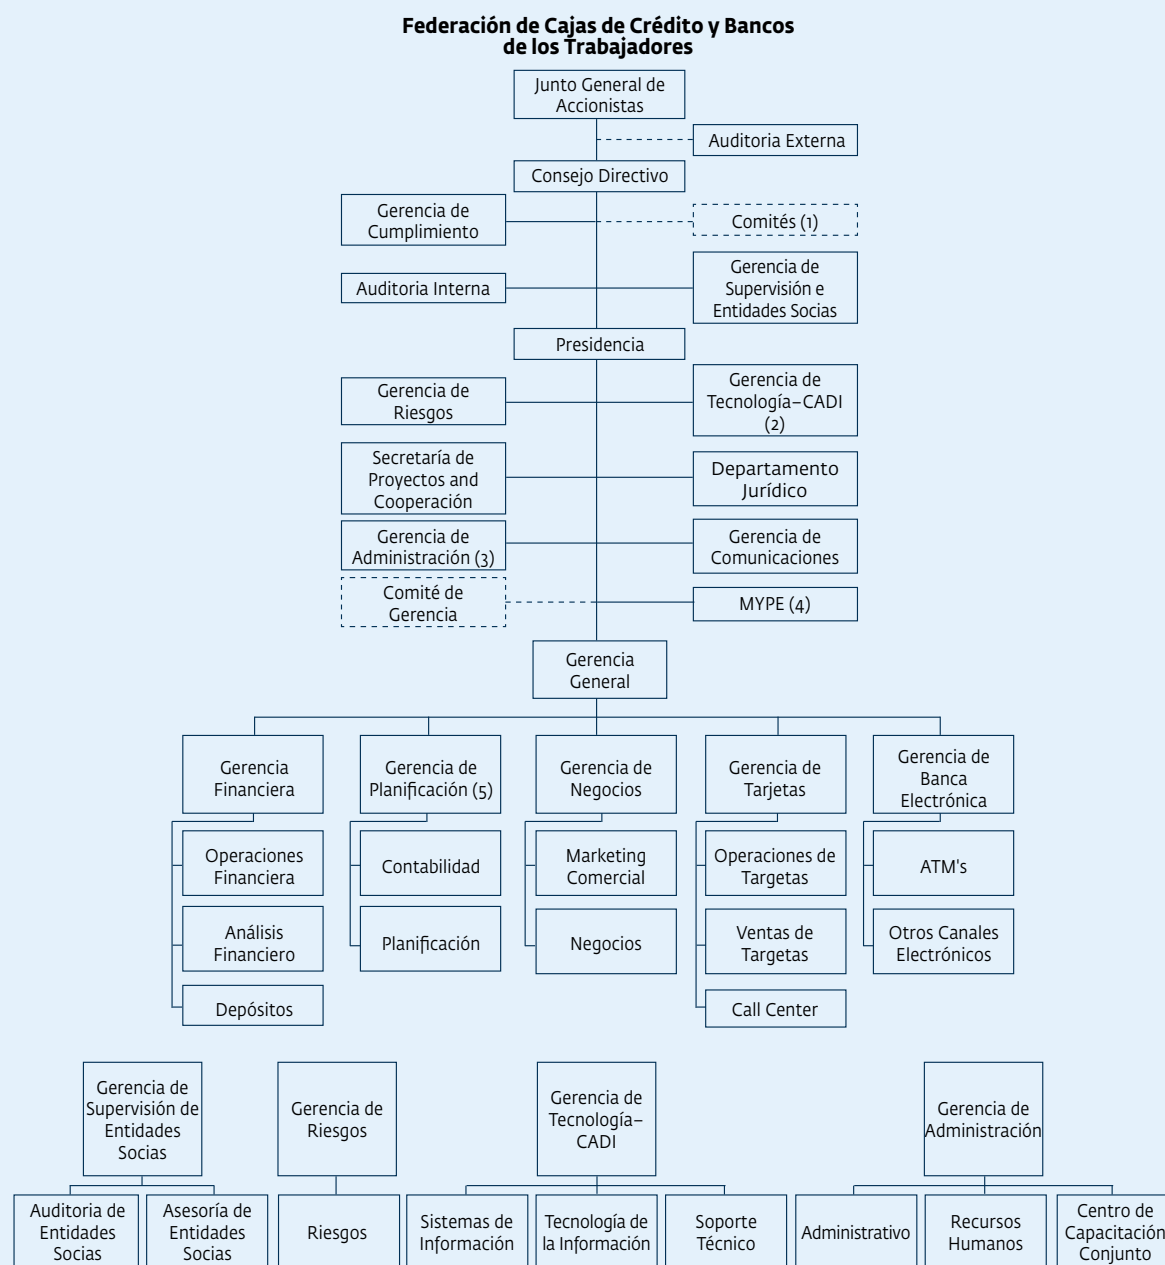 Federación de Cajas de Crédito y Bancos
de los Trabajadores
Junto General de
Accionistas
Auditoria Externa
Consejo Directivo
Gerencia de
Cumplimiento
Comités (1)
Auditoria Interna
Gerencia de
Supervisión e
Entidades Socias
Presidencia
Gerencia de
Riesgos
Gerencia de
Tecnología–CADI
(2)
Secretaría de
Proyectos and
Cooperación
Departamento
Jurídico
Gerencia de
Administración (3)
Gerencia de
Comunicaciones
Comité de
Gerencia
MYPE (4)
Gerencia
General
Gerencia
Financiera
Gerencia de
Planificación (5)
Gerencia de
Negocios
Gerencia de
Tarjetas
Gerencia de
Banca
Electrónica
Operaciones
Financiera
Contabilidad
Marketing
Comercial
Operaciones de
Targetas
ATM's
Análisis
Financiero
Planificación
Negocios
Ventas de
Targetas
Otros Canales
Electrónicos
Depósitos
Call Center
Gerencia de
Supervisión de
Entidades
Socias
Gerencia de
Riesgos
Gerencia de
Tecnología–
CADI
Gerencia de
Administración
Auditoria de
Entidades
Socias
Asesoría de
Entidades
Socias
Riesgos
Sistemas de
Información
Tecnología de
la Información
Soporte
Técnico
Administrativo
Recursos
Humanos
Centro de
Capacitación
Conjunto